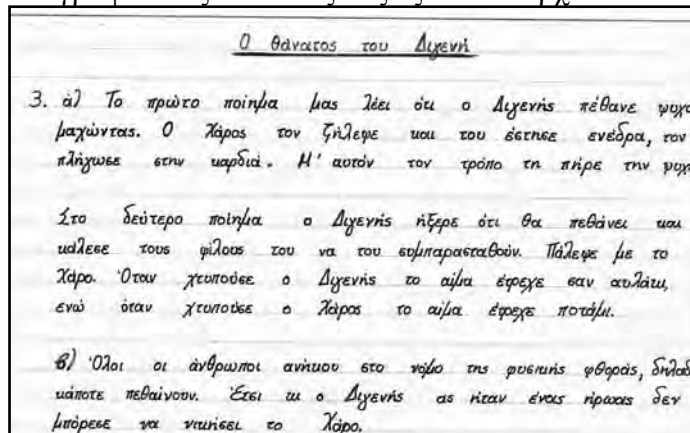 Ο θάνατος του Διγενή
3. α) Το πρώτο ποίημα μας λέει ότι ο Διγενής πέθανε ψυχο
μαχώντας. Ο Χάρος τον ζήλεψε και του έστησε ενέδρα, τον
πλήγωσε στην καρδιά. Μ' αυτόν τον τρόπο τη πήρε την ψυχ
Στο δεύτερο ποίημα ο Διγενής ήξερε ότι θα πεθάνει και
κάλεσε τους φίλους του να του συμπαρασταθούν. Πάλεψε με το
Χάρο. Όταν χτυπούσε ο Διγενής το αίμα έτρεχε σαν αυλάκι,
ενώ όταν χτυπούσε ο Χάρος το αίμα έτρεχε ποτάμι.
β) Όλοι οι άνθρωποι ανήκου στο νόμο της φυσικής φθοράς, δηλαδ
κάποτε πεθαίνουν. Έτσι κι ο Διγενής ας ήταν ένας ήρωας δεν
μπόρεσε να νικήσει το Χάρο.